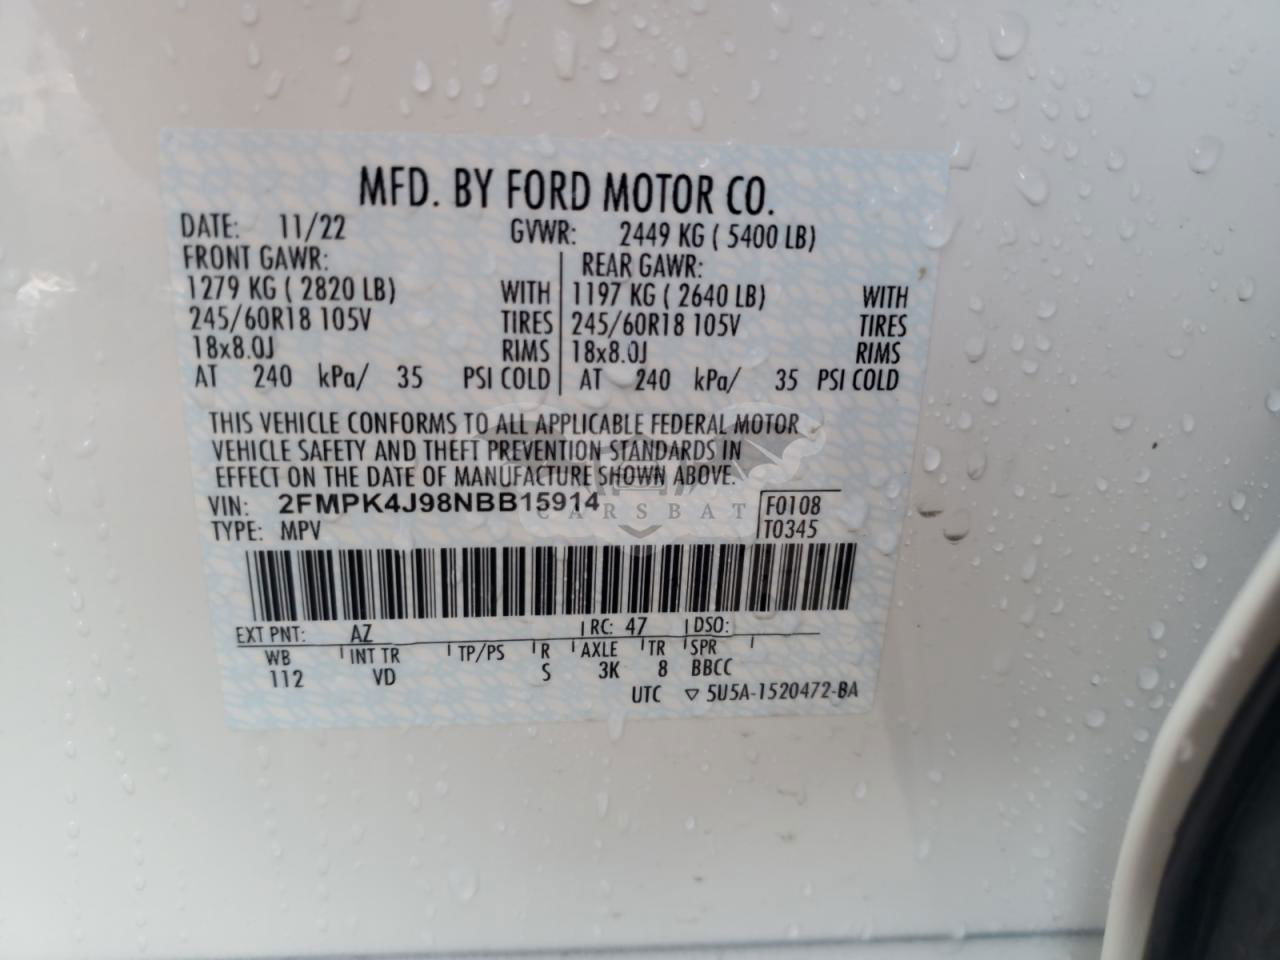 MFD. BY FORD MOTOR CO.
DATE: 11/22 GVWR: 2449 KG ( 5400 LB)
FRONT GAWR: REAR GAWR:
1279 KG ( 2820 LB) WITH 1197 KG ( 2640 LB) WITH
245/60R18 105V TIRES 245/60R18 105V TIRES
18x8.0J RIMS 18x8.0J RIMS
AT 240 kPa/ 35 PSI COLD AT 240 kPa/ 35 PSI COLD
THIS VEHICLE CONFORMS TO ALL APPLICABLE FEDERAL MOTOR
VEHICLE SAFETY AND THEFT PREVENTION STANDARDS IN
EFFECT ON THE DATE OF MANUFACTURE SHOWN ABOVE.
VIN: 2FMPK4J98NBB15914 F0108
CARSBAT
TYPE: MPV T0345
EXT PNT: AZ RC: 47 DSO:
WB INT TR TP/PS R AXLE TR SPR
112 VD S 3K 8 BBCC
UTC ▽ 5U5A-1520472-BA